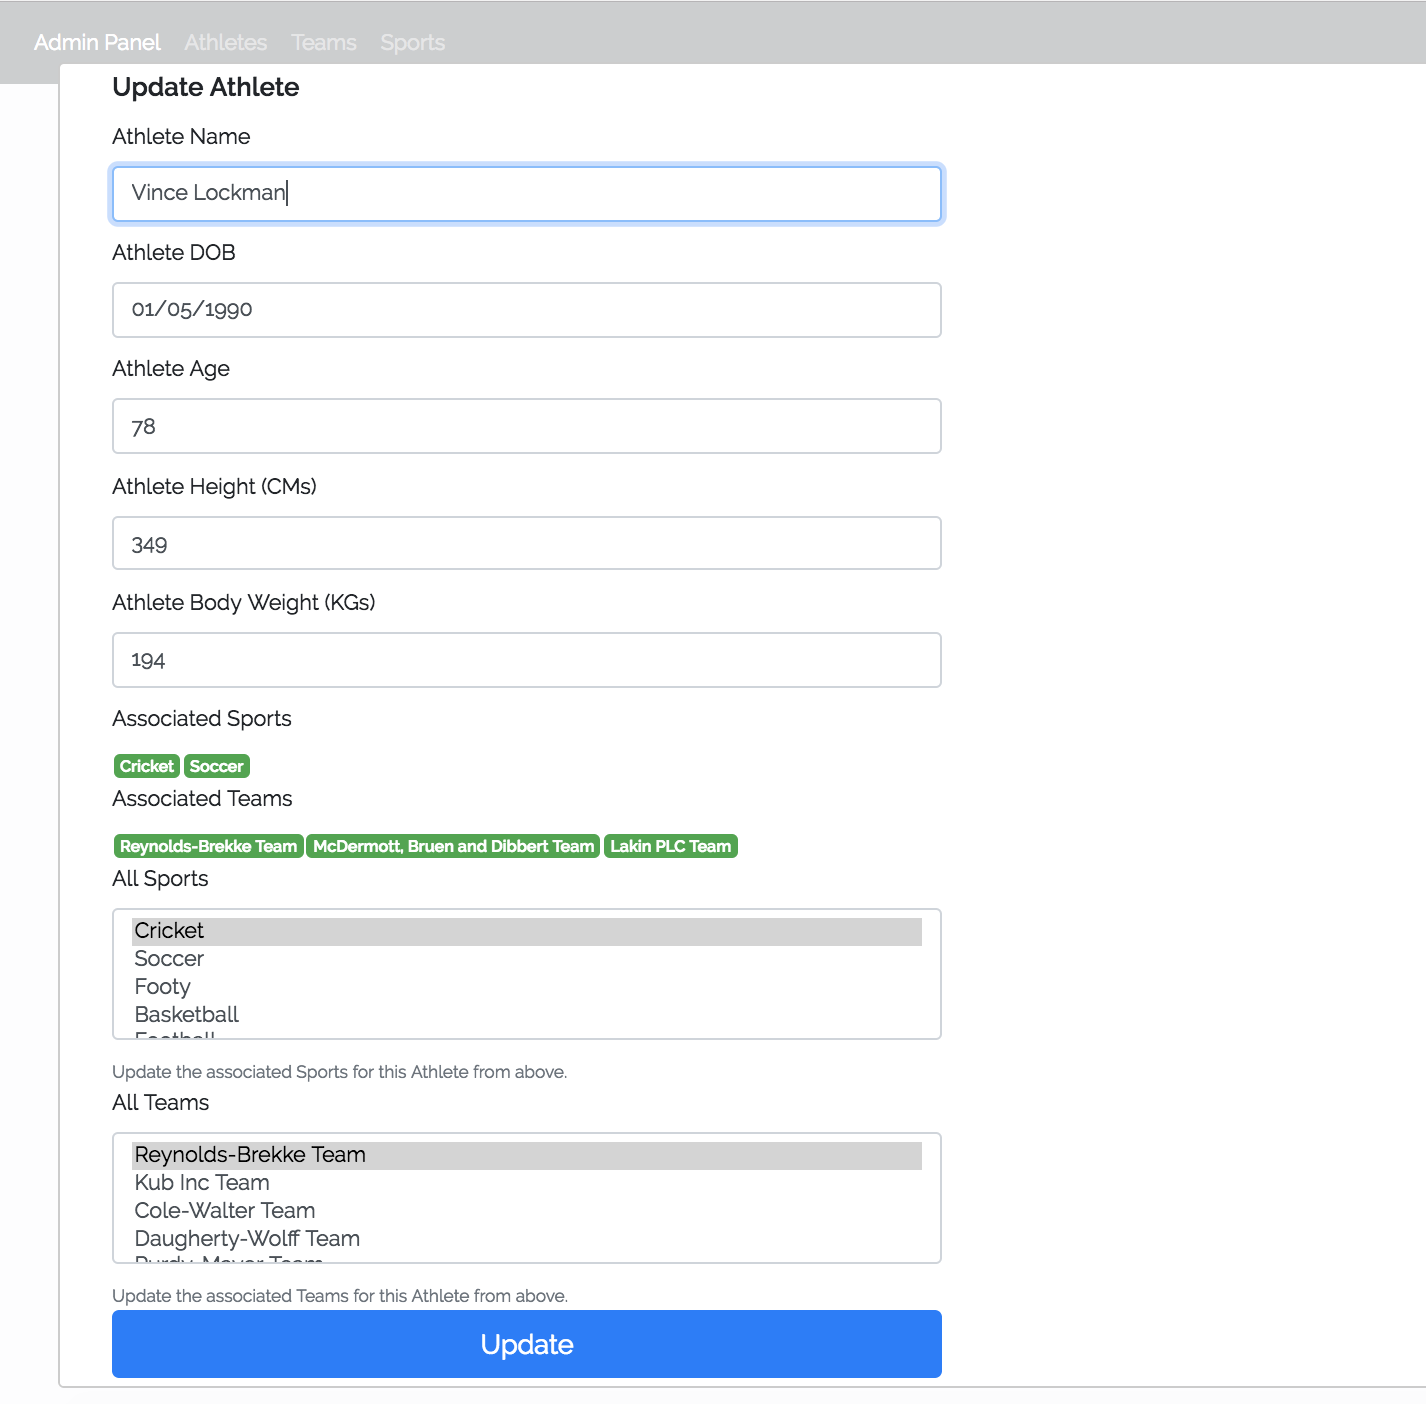 Admin Panel Athletes Teams Sports
Update Athlete
Athlete Name
Vince Lockman
Athlete DOB
01/05/1990
Athlete Age
78
Athlete Height (CMs)
349
Athlete Body Weight (KGs)
194
Associated Sports
Cricket Soccer
Associated Teams
Reynolds-Brekke Team McDermott, Bruen and Dibbert Team Lakin PLC Team
All Sports
Cricket
Soccer
Footy
Basketball
Football
Update the associated Sports for this Athlete from above.
All Teams
Reynolds-Brekke Team
Kub Inc Team
Cole-Walter Team
Daugherty-Wolff Team
Purdy-Mayer Team
Update the associated Teams for this Athlete from above.
Update